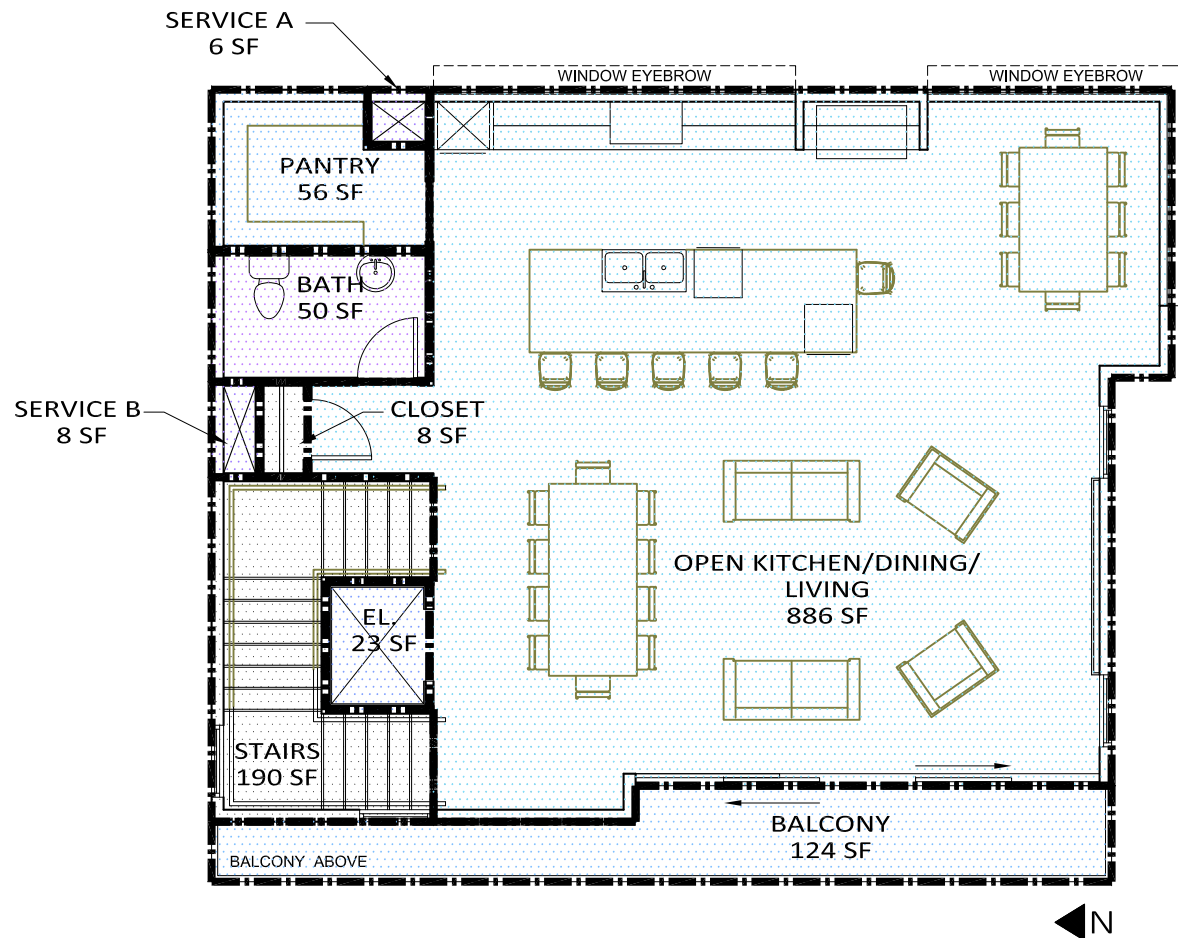 SERVICE A
6 SF
WINDOW EYEBROW
WINDOW EYEBROW
PANTRY
56 SF
BATH
50 SF
SERVICE B
8 SF
CLOSET
8 SF
OPEN KITCHEN/DINING/
LIVING
886 SF
EL.
23 SF
STAIRS
190 SF
BALCONY
124 SF
BALCONY ABOVE
N